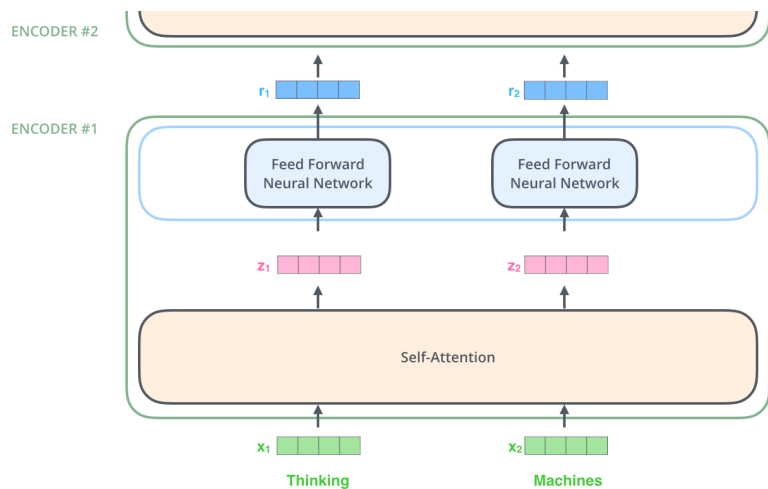 ENCODER #2
r₁
r₂
ENCODER #1
Feed Forward
Neural Network
Feed Forward
Neural Network
z₁
z₂
Self-Attention
x₁
x₂
Thinking
Machines